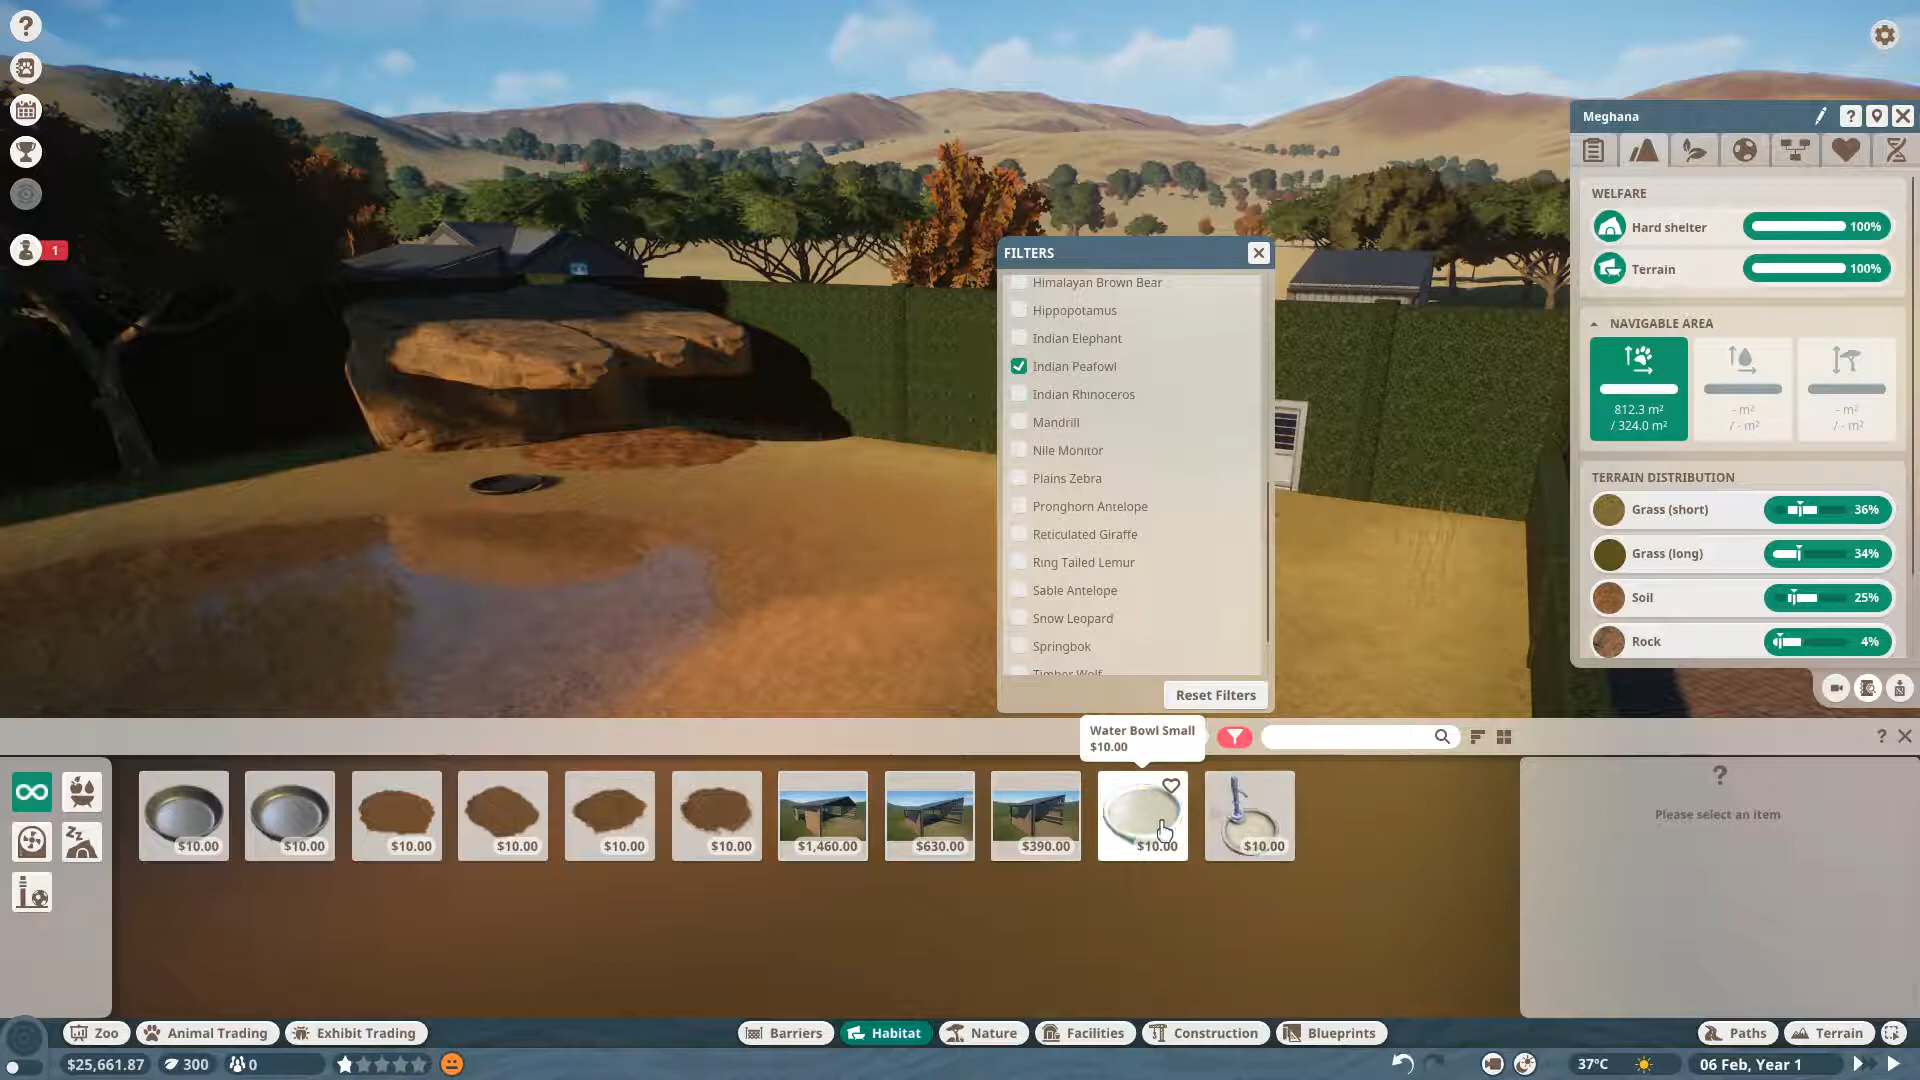 ?
1
Meghana
?
WELFARE
Hard shelter
100%
Terrain
100%
NAVIGABLE AREA
812.3 m²
/ 324.0 m²
- m²
/ - m²
- m²
/ - m²
TERRAIN DISTRIBUTION
Grass (short)
36%
Grass (long)
34%
Soil
25%
Rock
4%
FILTERS
Himalayan Brown Bear
Hippopotamus
Indian Elephant
Indian Peafowl
Indian Rhinoceros
Mandrill
Nile Monitor
Plains Zebra
Pronghorn Antelope
Reticulated Giraffe
Ring Tailed Lemur
Sable Antelope
Snow Leopard
Springbok
Timber Wolf
Reset Filters
Water Bowl Small
$10.00
?
$10.00
$10.00
$10.00
$10.00
$10.00
$10.00
$1,460.00
$630.00
$390.00
$10.00
$10.00
?
Please select an item
Zoo
Animal Trading
Exhibit Trading
Barriers
Habitat
Nature
Facilities
Construction
Blueprints
Paths
Terrain
$25,661.87
300
0
37°C
06 Feb, Year 1